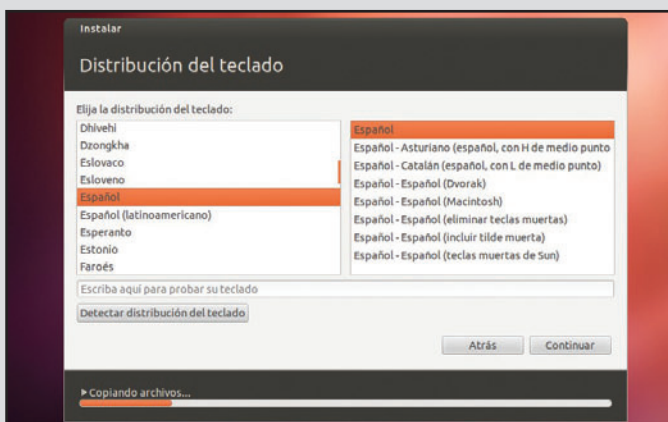 Instalar
Distribución del teclado
Elija la distribución del teclado:
Dhivehi
Dzongkha
Eslovaco
Esloveno
Español
Español (latinoamericano)
Esperanto
Estonio
Faroés
Español
Español - Asturiano (español, con H de medio punto
Español - Catalán (español, con L de medio punto)
Español - Español (Dvorak)
Español - Español (Macintosh)
Español - Español (eliminar teclas muertas)
Español - Español (incluir tilde muerta)
Español - Español (teclas muertas de Sun)
Escriba aquí para probar su teclado
Detectar distribución del teclado
Atrás
Continuar
Copiando archivos...